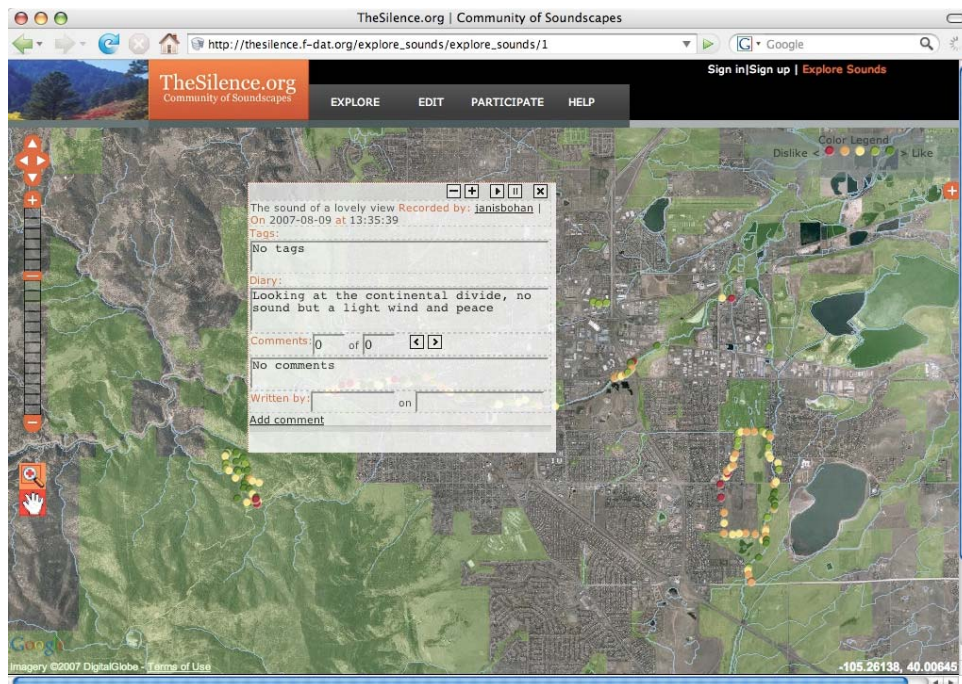 TheSilence.org | Community of Soundscapes
http://thesilence.f-dat.org/explore_sounds/explore_sounds/1
G Google
Sign in|Sign up | Explore Sounds
TheSilence.org
Community of Soundscapes
EXPLORE EDIT PARTICIPATE HELP
Color Legend
Dislike < > Like
The sound of a lovely view Recorded by: janisbohan |
On 2007-08-09 at 13:35:39
Tags:
No tags
Diary:
Looking at the continental divide, no
sound but a light wind and peace
Comments: 0 of 0
No comments
Written by: on
Add comment
Google
Imagery ©2007 DigitalGlobe - Terms of Use
-105.26138, 40.00645